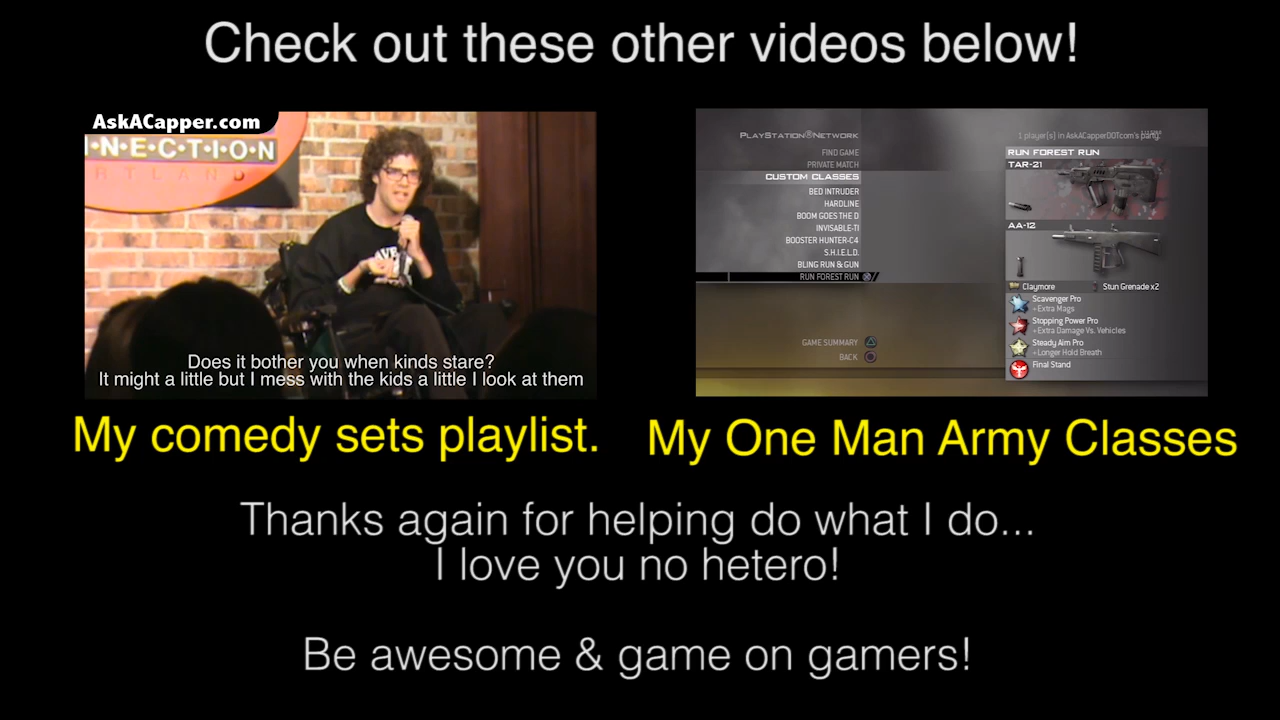 Check out these other videos below!
AskACapper.com
N·E·C·T·I·O·N
R T L A N D
Does it bother you when kinds stare?
It might a little but I mess with the kids a little I look at them
My comedy sets playlist.
PLAYSTATION®NETWORK
FIND GAME
PRIVATE MATCH
CUSTOM CLASSES
BED INTRUDER
HARDLINE
BOOM GOES THE D
INVISABLE-TI
BOOSTER HUNTER-C4
S.H.I.E.L.D.
BLING RUN & GUN
RUN FOREST RUN
GAME SUMMARY
BACK
1 player(s) in AskACapperDOTcom's party.
RUN FOREST RUN
TAR-21
AA-12
Claymore
Stun Grenade x2
Scavenger Pro
+Extra Mags
Stopping Power Pro
+Extra Damage Vs. Vehicles
Steady Aim Pro
+Longer Hold Breath
Final Stand
My One Man Army Classes
Thanks again for helping do what I do...
I love you no hetero!
Be awesome & game on gamers!